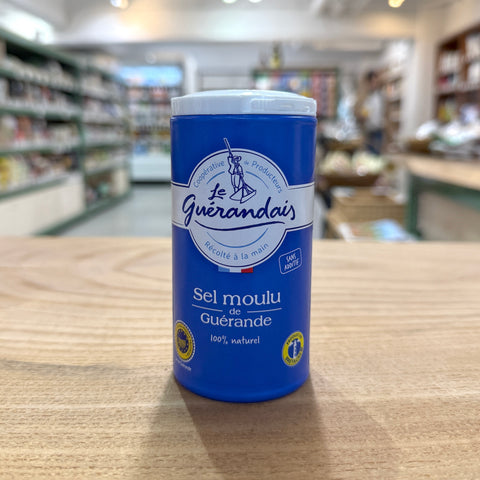 Coopérative de Producteurs
Le
Guérandais
Récolté à la main
SANS
ADDITIF
Sel moulu
de
Guérande
100% naturel